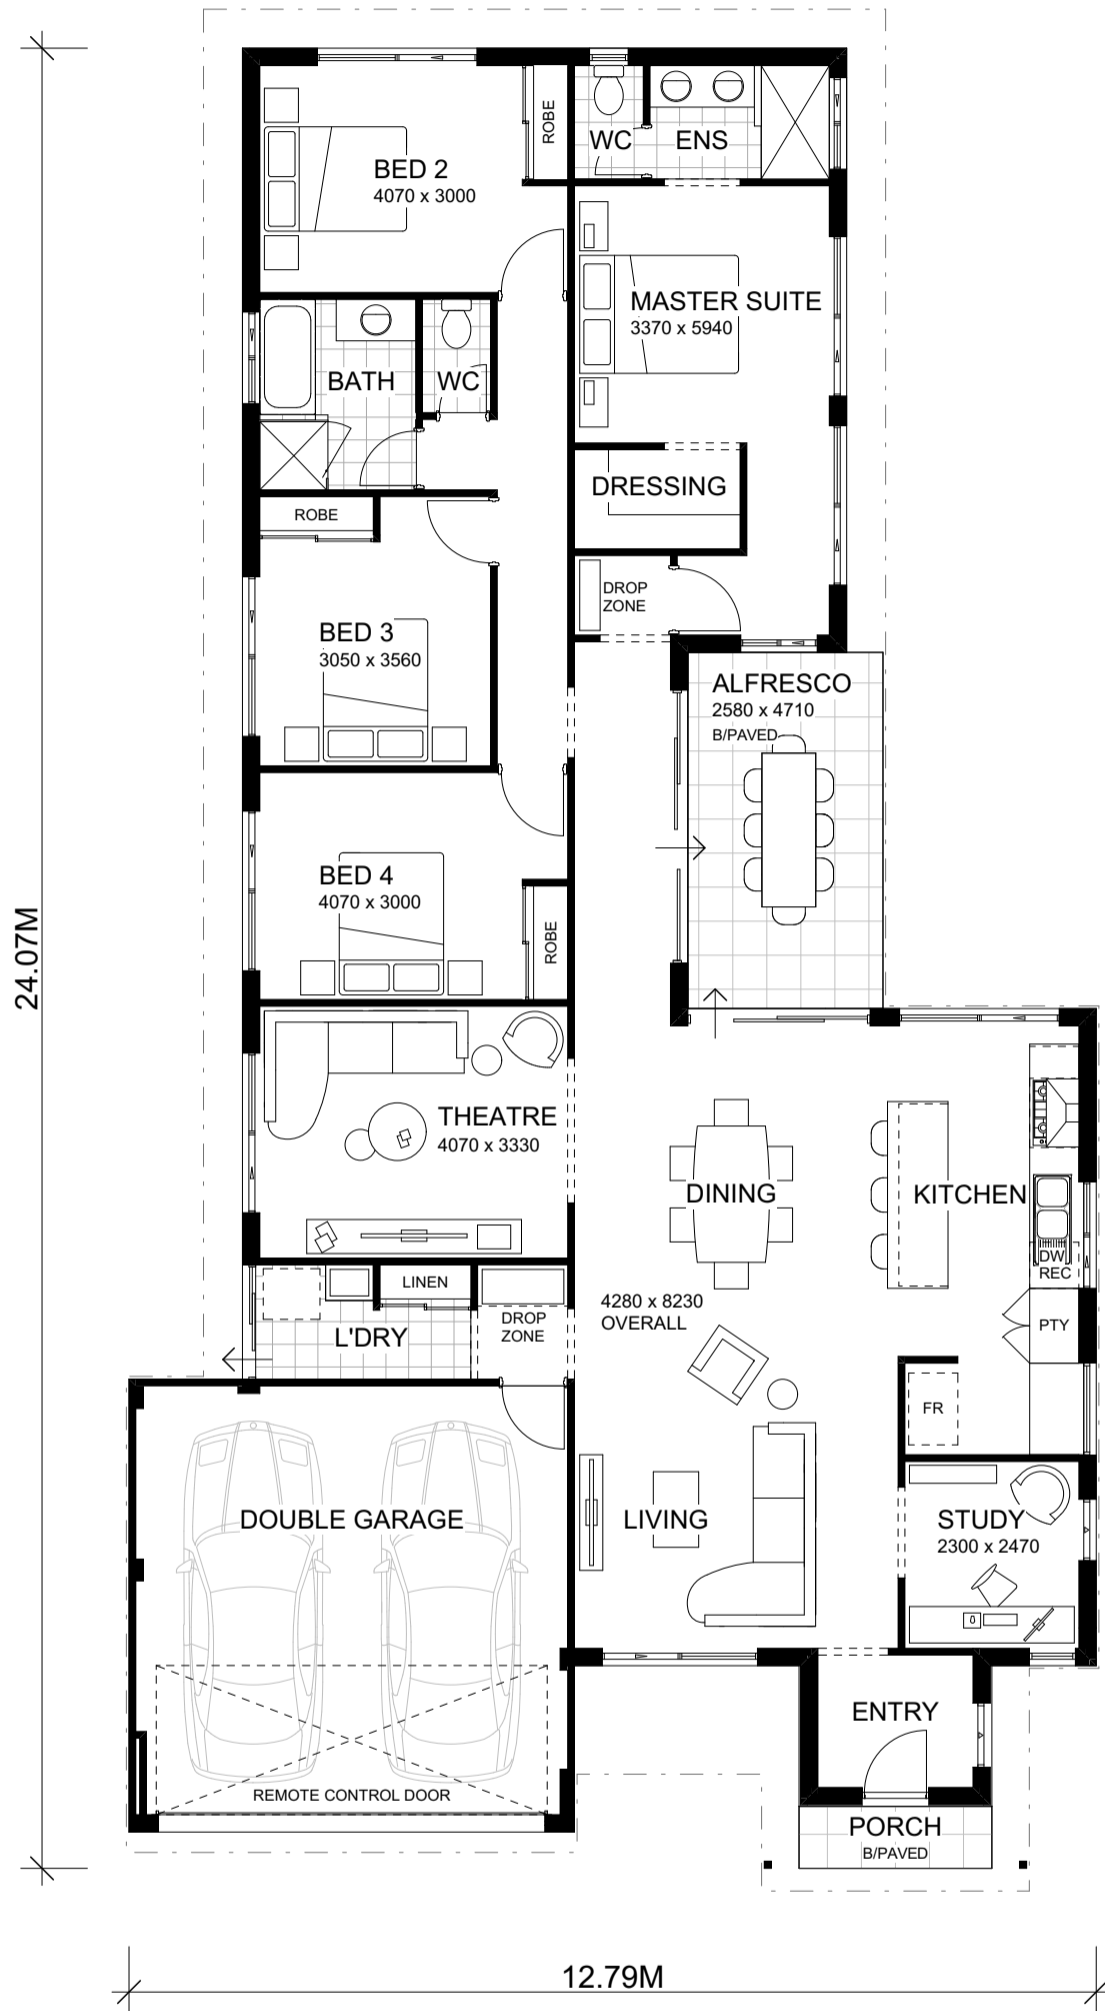 ROBE
WC
ENS
BED 2
4070 x 3000
MASTER SUITE
3370 x 5940
BATH
WC
DRESSING
ROBE
DROP
ZONE
BED 3
3050 x 3560
ALFRESCO
2580 x 4710
B/PAVED
BED 4
4070 x 3000
ROBE
24.07M
THEATRE
4070 x 3330
DINING
KITCHEN
DW
REC
LINEN
4280 x 8230
OVERALL
DROP
ZONE
L'DRY
PTY
FR
DOUBLE GARAGE
LIVING
STUDY
2300 x 2470
ENTRY
REMOTE CONTROL DOOR
PORCH
B/PAVED
12.79M